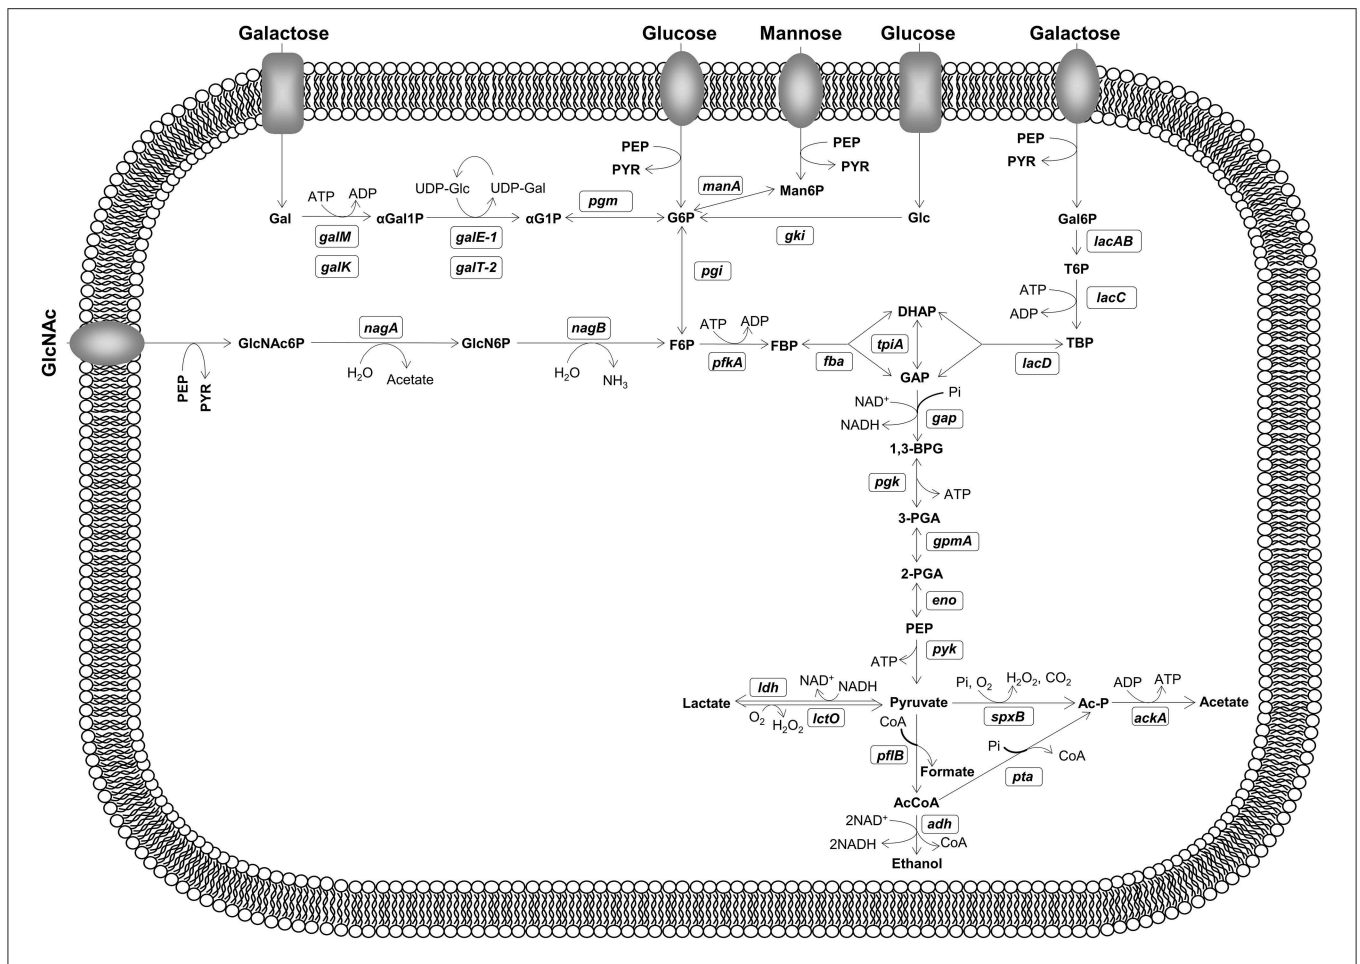 Galactose Glucose Mannose Glucose Galactose
PEP PEP PEP
PYR PYR PYR
manA Man6P
ATP ADP UDP-Glc UDP-Gal
Gal αGal1P αG1P pgm G6P Glc Gal6P
galM galE-1 gki lacAB
galK galT-2 pgi T6P
ATP lacC
ADP
GlcNAc
nagA nagB ATP ADP DHAP
GlcNAc6P GlcN6P F6P FBP tpiA TBP
pfkA fba lacD
H₂O Acetate H₂O NH₃ GAP
PEP
PYR
NAD⁺ Pi
NADH gap
1,3-BPG
pgk
ATP
3-PGA
gpmA
2-PGA
eno
PEP
ATP pyk
ldh NAD⁺ NADH Pi, O₂ H₂O₂, CO₂ ADP ATP
Lactate Pyruvate Ac-P Acetate
O₂ H₂O₂ lctO CoA spxB ackA
pflB Pi CoA
Formate pta
AcCoA
2NAD⁺ adh
2NADH CoA
Ethanol